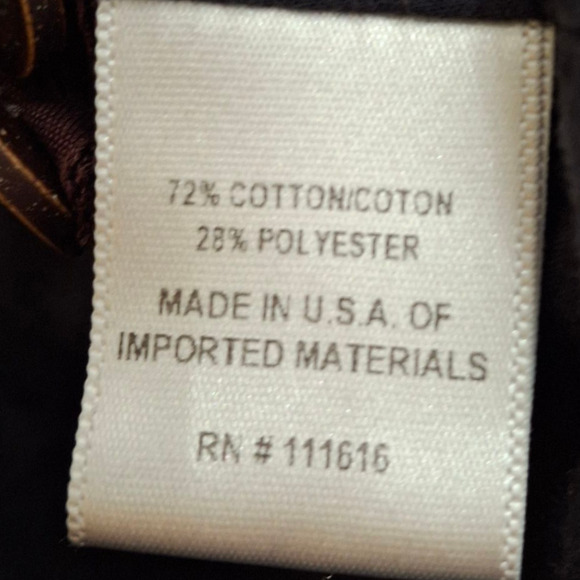 72% COTTON/COTON
28% POLYESTER
MADE IN U.S.A. OF
IMPORTED MATERIALS
RN # 111616